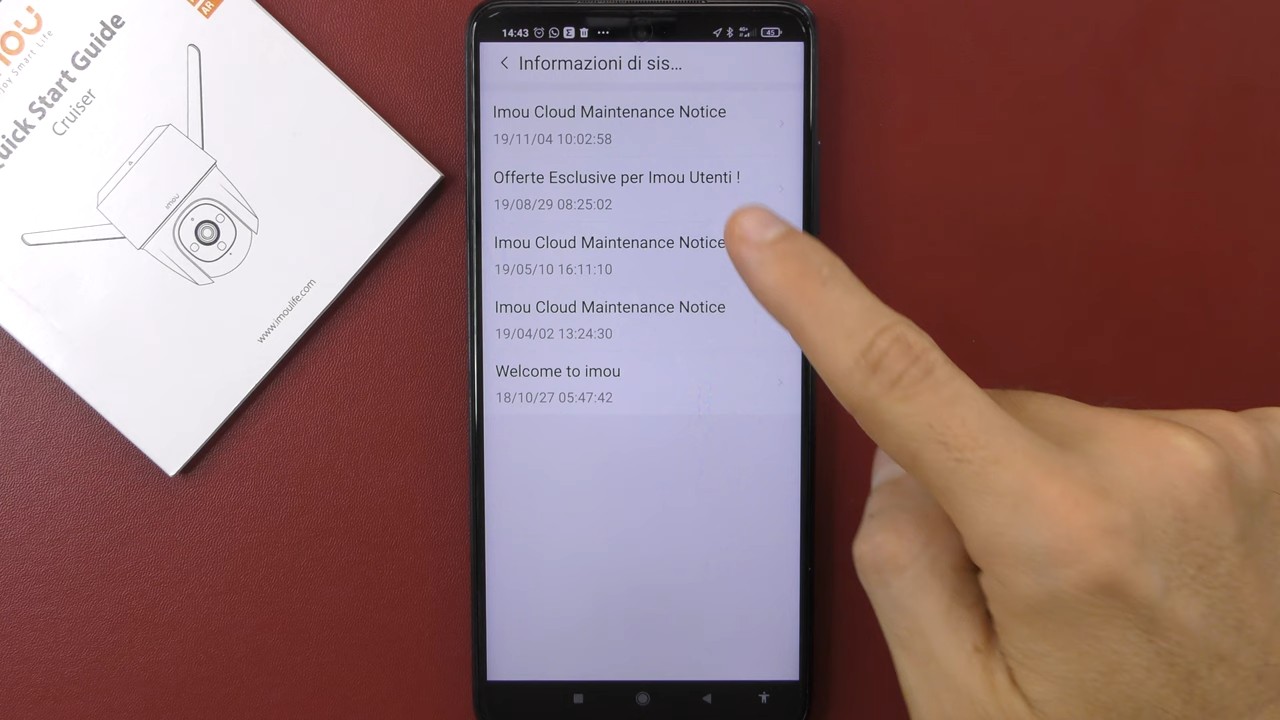 Quick Start Guide
Cruiser
imou
www.imoulife.com
AR
14:43
45
Informazioni di sis...
Imou Cloud Maintenance Notice
19/11/04 10:02:58
Offerte Esclusive per Imou Utenti !
19/08/29 08:25:02
Imou Cloud Maintenance Notice
19/05/10 16:11:10
Imou Cloud Maintenance Notice
19/04/02 13:24:30
Welcome to imou
18/10/27 05:47:42